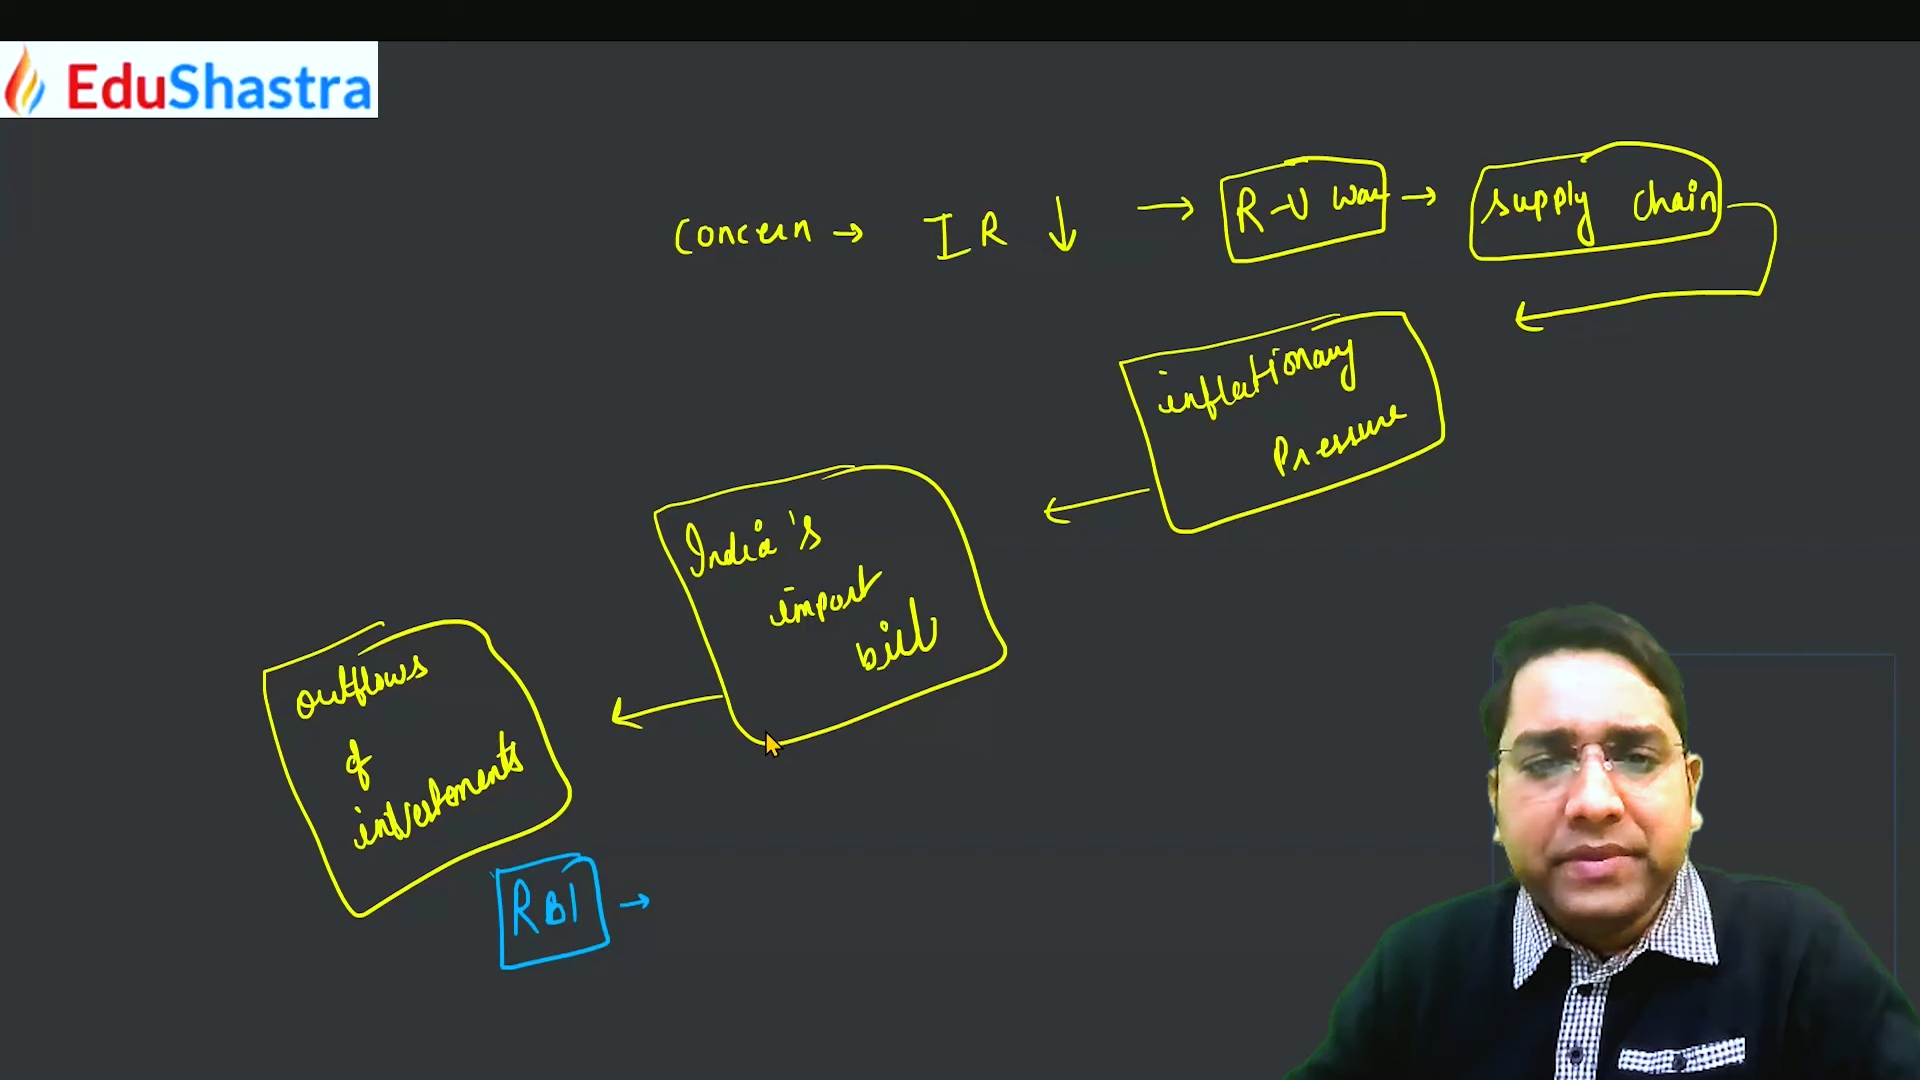 EduShastra
Concern → IR ↓ → R-U war → supply chain
inflationary
Pressure
India's
import
bill
outflows
of
investments
RBI →